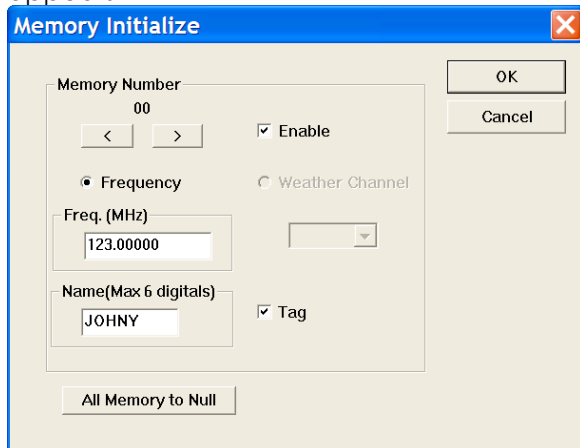 Memory Initialize
Memory Number
00
< >
Enable
OK
Cancel
Frequency
Weather Channel
Freq. (MHz)
123.00000
Name(Max 6 digitals)
JOHNY
Tag
All Memory to Null